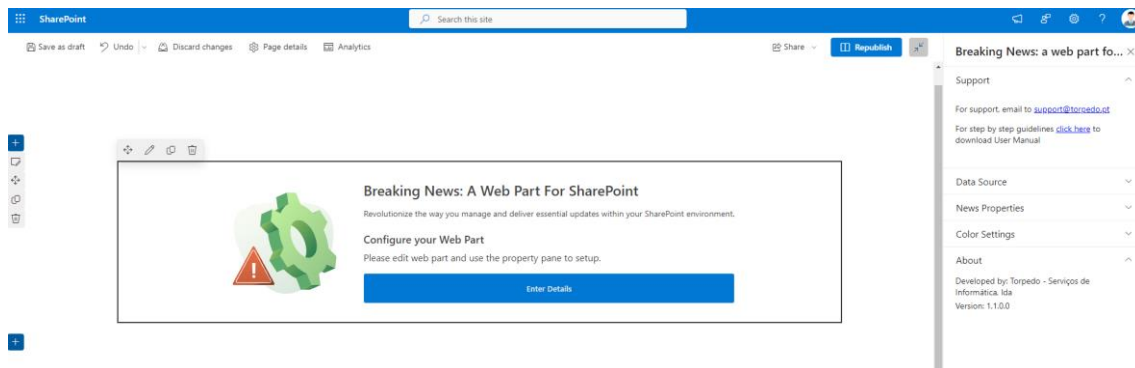 SharePoint
Search this site
Save as draft
Undo
Discard changes
Page details
Analytics
Share
Republish
Breaking News: a web part fo...
Support
For support, email to support@torpedo.pt
For step by step guidelines click here to
download User Manual
Data Source
News Properties
Color Settings
About
Developed by: Torpedo - Serviços de
Informática, lda
Version: 1.1.0.0
Breaking News: A Web Part For SharePoint
Revolutionize the way you manage and deliver essential updates within your SharePoint environment.
Configure your Web Part
Please edit web part and use the property pane to setup.
Enter Details